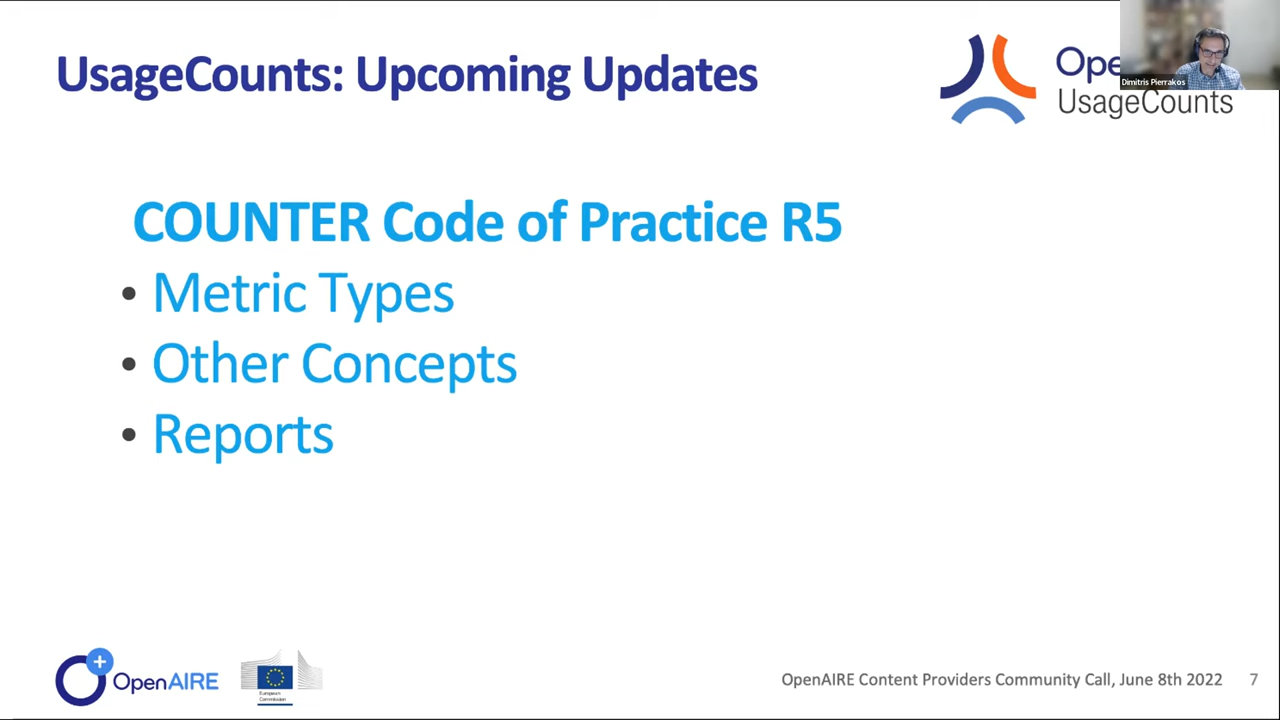 UsageCounts: Upcoming Updates
Ope
UsageCounts
Dimitris Pierrakos
COUNTER Code of Practice R5
• Metric Types
• Other Concepts
• Reports
OpenAIRE
European
Commission
OpenAIRE Content Providers Community Call, June 8th 2022
7